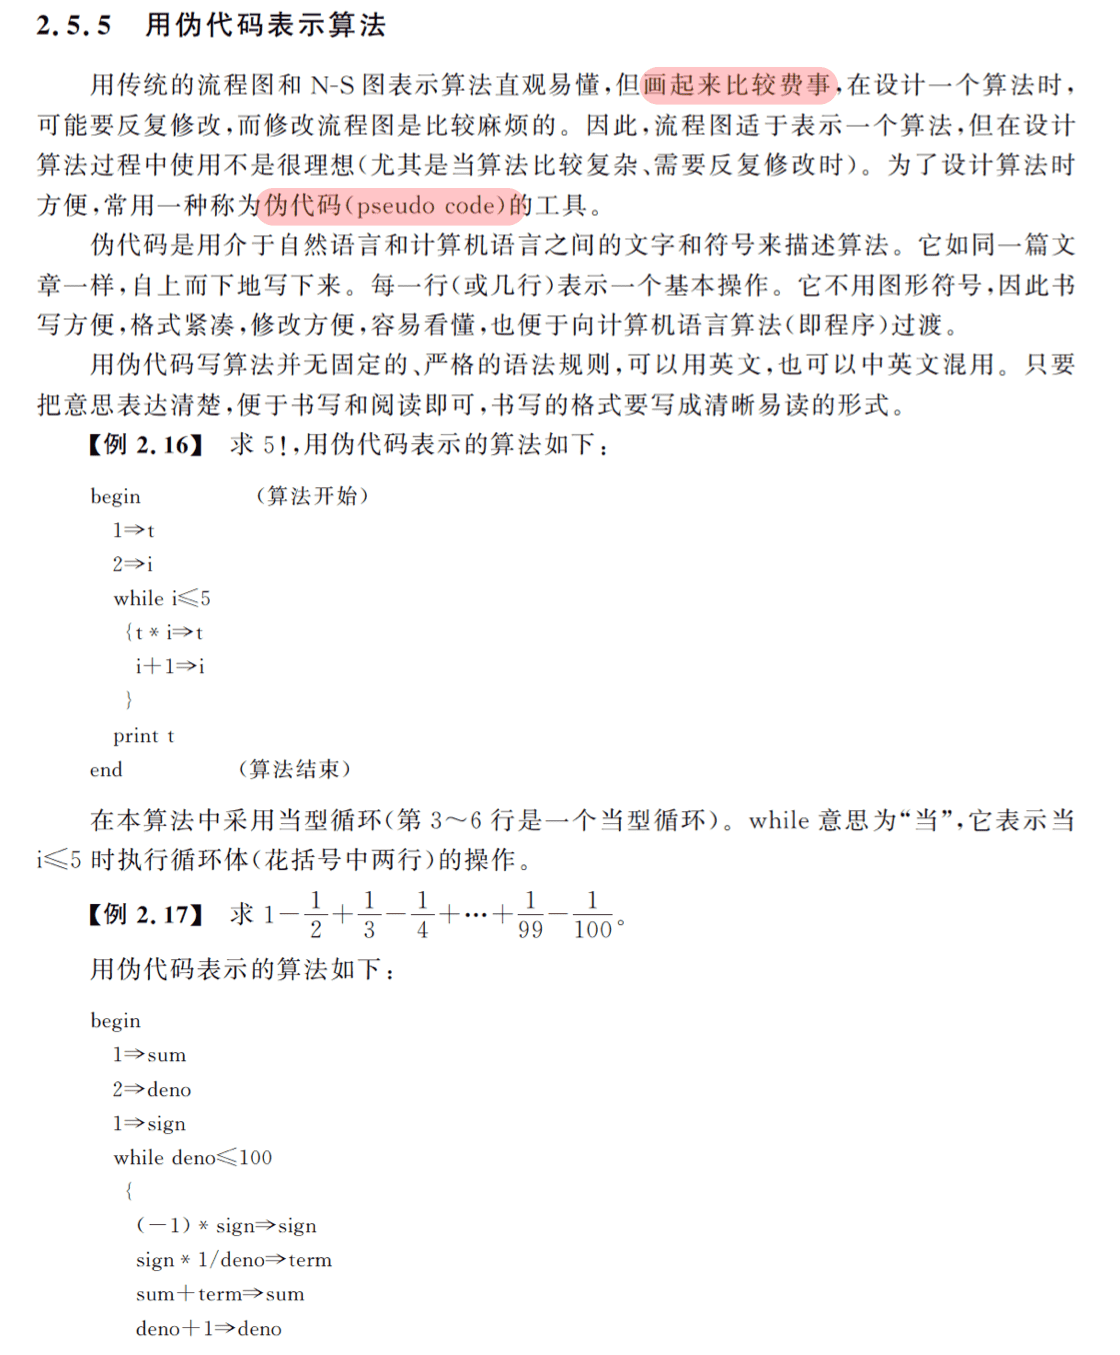 2.5.5 用伪代码表示算法
用传统的流程图和 N-S 图表示算法直观易懂,但画起来比较费事,在设计一个算法时,
可能要反复修改,而修改流程图是比较麻烦的。因此,流程图适于表示一个算法,但在设计
算法过程中使用不是很理想(尤其是当算法比较复杂、需要反复修改时)。为了设计算法时
方便,常用一种称为伪代码(pseudo code)的工具。
伪代码是用介于自然语言和计算机语言之间的文字和符号来描述算法。它如同一篇文
章一样,自上而下地写下来。每一行(或几行)表示一个基本操作。它不用图形符号,因此书
写方便,格式紧凑,修改方便,容易看懂,也便于向计算机语言算法(即程序)过渡。
用伪代码写算法并无固定的、严格的语法规则,可以用英文,也可以中英文混用。只要
把意思表达清楚,便于书写和阅读即可,书写的格式要写成清晰易读的形式。
【例 2.16】 求 5!,用伪代码表示的算法如下:
begin (算法开始)
1⇒t
2⇒i
while i≤5
{t * i⇒t
i+1⇒i
}
print t
end (算法结束)
在本算法中采用当型循环(第 3～6 行是一个当型循环)。while 意思为“当”,它表示当
i≤5 时执行循环体(花括号中两行)的操作。
【例 2.17】 求 1-1/2+1/3-1/4+…+1/99-1/100。
用伪代码表示的算法如下:
begin
1⇒sum
2⇒deno
1⇒sign
while deno≤100
{
(-1) * sign⇒sign
sign * 1/deno⇒term
sum+term⇒sum
deno+1⇒deno